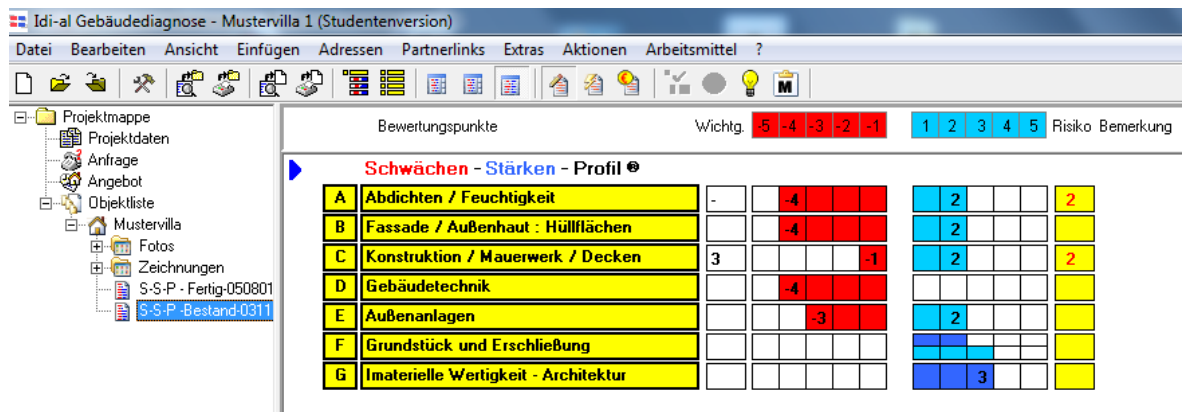 Idi-al Gebäudediagnose - Mustervilla 1 (Studentenversion)
Datei Bearbeiten Ansicht Einfügen Adressen Partnerlinks Extras Aktionen Arbeitsmittel ?
M
Projektmappe
Projektdaten
Anfrage
Angebot
Objektliste
Mustervilla
Fotos
Zeichnungen
S-S-P - Fertig-050801
S-S-P -Bestand-0311
Bewertungspunkte Wichtg. -5 -4 -3 -2 -1 1 2 3 4 5 Risiko Bemerkung
Schwächen - Stärken - Profil ®
A Abdichten / Feuchtigkeit - -4 2 2
B Fassade / Außenhaut : Hüllflächen -4 2
C Konstruktion / Mauerwerk / Decken 3 -1 2 2
D Gebäudetechnik -4
E Außenanlagen -3 2
F Grundstück und Erschließung
G Imaterielle Wertigkeit - Architektur 3